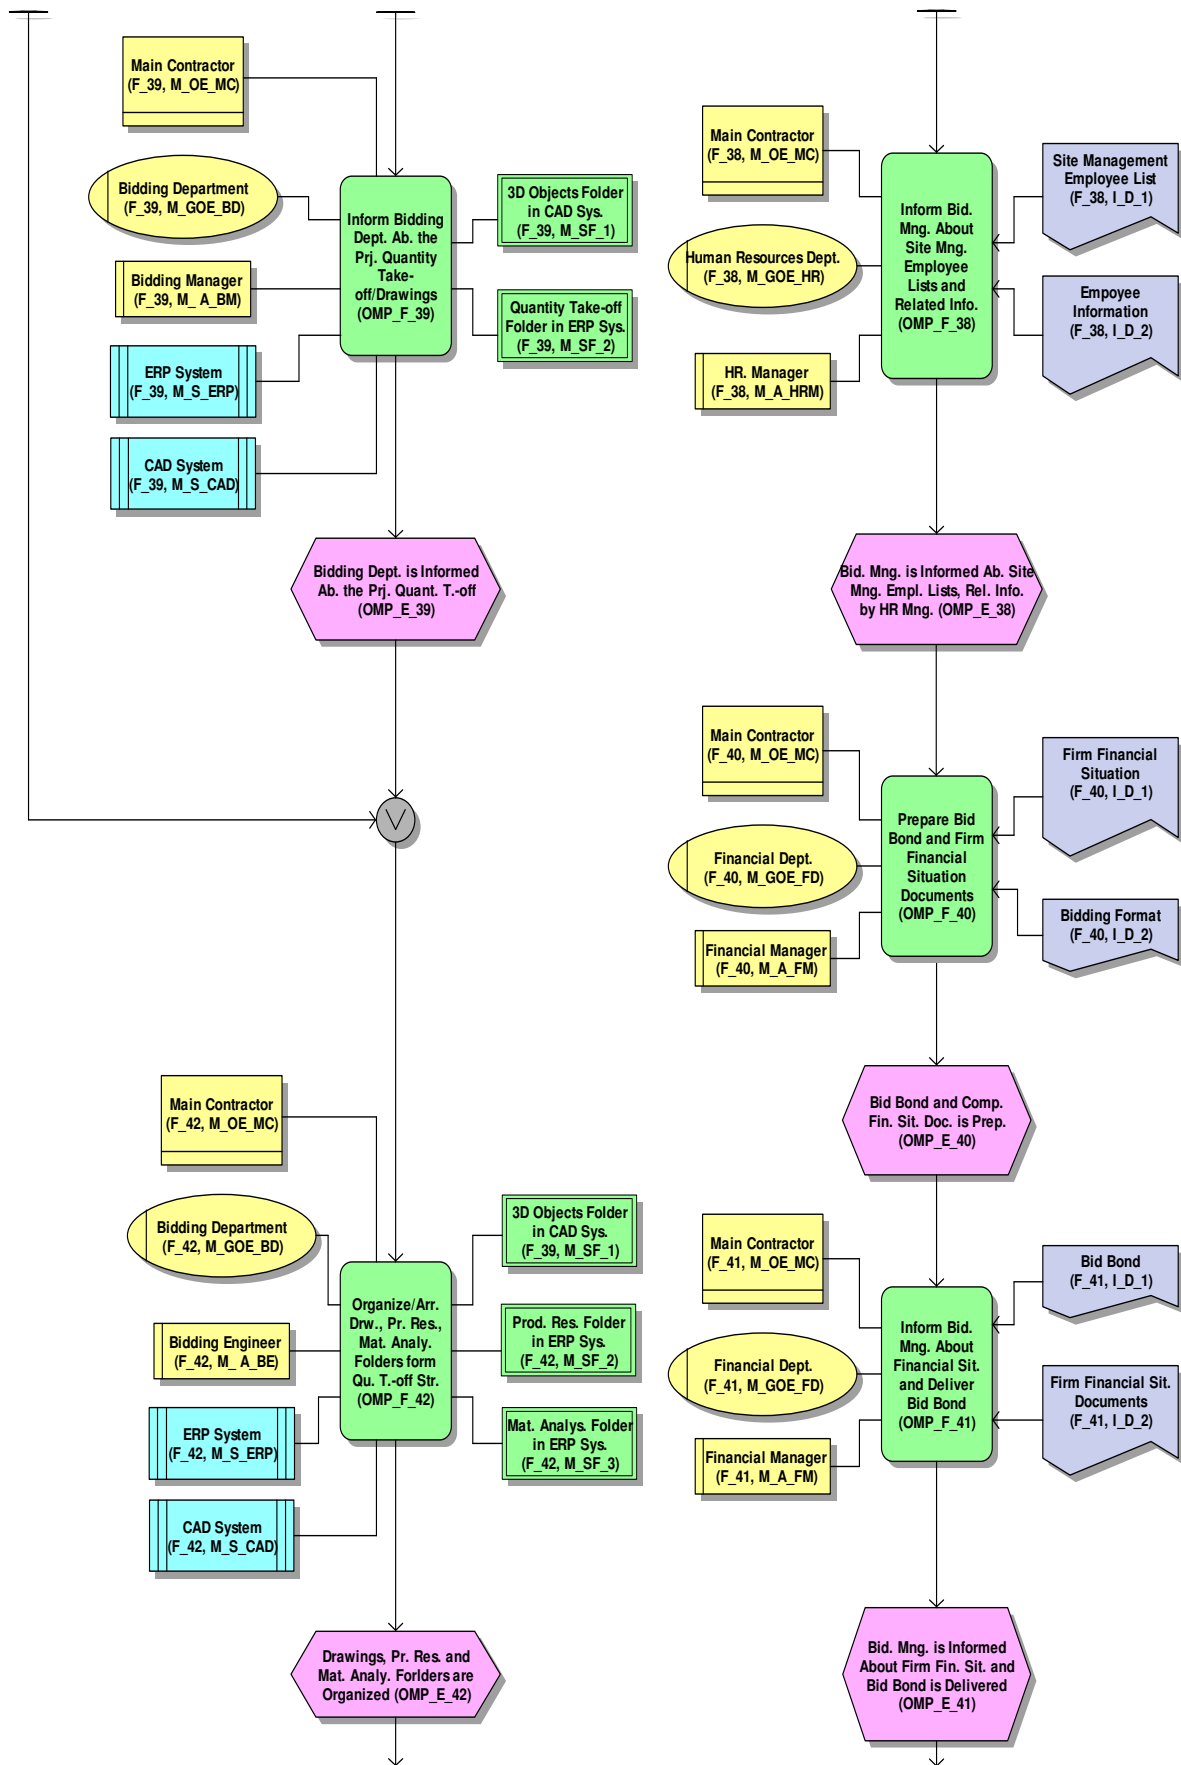 Main Contractor
(F_39, M_OE_MC)
Bidding Department
(F_39, M_GOE_BD)
Bidding Manager
(F_39, M_ A_BM)
ERP System
(F_39, M_S_ERP)
CAD System
(F_39, M_S_CAD)
Inform Bidding
Dept. Ab. the
Prj. Quantity
Take-
off/Drawings
(OMP_F_39)
3D Objects Folder
in CAD Sys.
(F_39, M_SF_1)
Quantity Take-off
Folder in ERP Sys.
(F_39, M_SF_2)
Bidding Dept. is Informed
Ab. the Prj. Quant. T.-off
(OMP_E_39)
V
Main Contractor
(F_42, M_OE_MC)
Bidding Department
(F_42, M_GOE_BD)
Bidding Engineer
(F_42, M_ A_BE)
ERP System
(F_42, M_S_ERP)
CAD System
(F_42, M_S_CAD)
Organize/Arr.
Drw., Pr. Res.,
Mat. Analy.
Folders form
Qu. T.-off Str.
(OMP_F_42)
3D Objects Folder
in CAD Sys.
(F_39, M_SF_1)
Prod. Res. Folder
in ERP Sys.
(F_42, M_SF_2)
Mat. Analys. Folder
in ERP Sys.
(F_42, M_SF_3)
Drawings, Pr. Res. and
Mat. Analy. Forlders are
Organized (OMP_E_42)
Main Contractor
(F_38, M_OE_MC)
Human Resources Dept.
(F_38, M_GOE_HR)
HR. Manager
(F_38, M_A_HRM)
Inform Bid.
Mng. About
Site Mng.
Employee
Lists and
Related Info.
(OMP_F_38)
Site Management
Employee List
(F_38, I_D_1)
Empoyee
Information
(F_38, I_D_2)
Bid. Mng. is Informed Ab. Site
Mng. Empl. Lists, Rel. Info.
by HR Mng. (OMP_E_38)
Main Contractor
(F_40, M_OE_MC)
Financial Dept.
(F_40, M_GOE_FD)
Financial Manager
(F_40, M_A_FM)
Prepare Bid
Bond and Firm
Financial
Situation
Documents
(OMP_F_40)
Firm Financial
Situation
(F_40, I_D_1)
Bidding Format
(F_40, I_D_2)
Bid Bond and Comp.
Fin. Sit. Doc. is Prep.
(OMP_E_40)
Main Contractor
(F_41, M_OE_MC)
Financial Dept.
(F_41, M_GOE_FD)
Financial Manager
(F_41, M_A_FM)
Inform Bid.
Mng. About
Financial Sit.
and Deliver
Bid Bond
(OMP_F_41)
Bid Bond
(F_41, I_D_1)
Firm Financial Sit.
Documents
(F_41, I_D_2)
Bid. Mng. is Informed
About Firm Fin. Sit. and
Bid Bond is Delivered
(OMP_E_41)